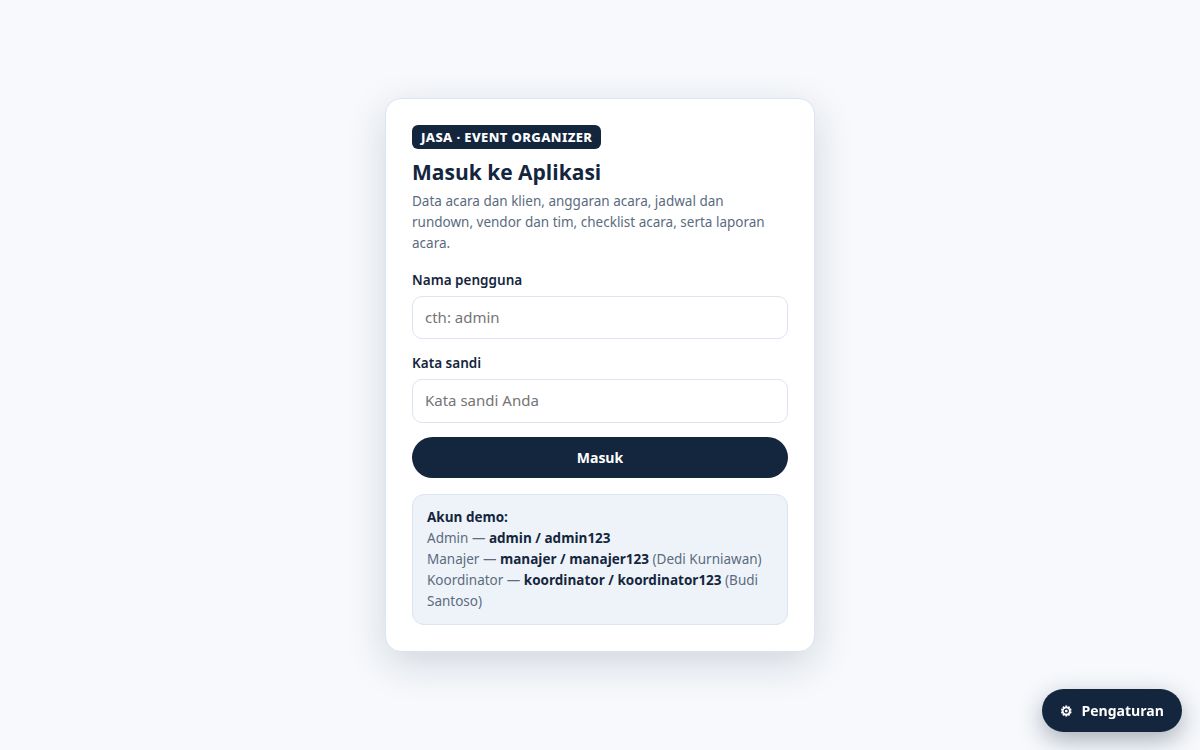 JASA · EVENT ORGANIZER
Masuk ke Aplikasi
Data acara dan klien, anggaran acara, jadwal dan
rundown, vendor dan tim, checklist acara, serta laporan
acara.
Nama pengguna
cth: admin
Kata sandi
Kata sandi Anda
Masuk
Akun demo:
Admin — admin / admin123
Manajer — manajer / manajer123 (Dedi Kurniawan)
Koordinator — koordinator / koordinator123 (Budi
Santoso)
⚙ Pengaturan